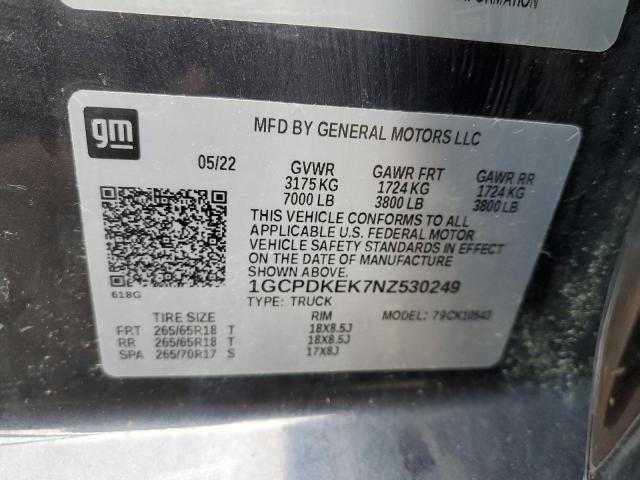 INFORMATION
gm
MFD BY GENERAL MOTORS LLC
05/22 GVWR GAWR FRT GAWR RR
3175 KG 1724 KG 1724 KG
7000 LB 3800 LB 3800 LB
THIS VEHICLE CONFORMS TO ALL
APPLICABLE U.S. FEDERAL MOTOR
VEHICLE SAFETY STANDARDS IN EFFECT
ON THE DATE OF MANUFACTURE
SHOWN ABOVE.
618G
1GCPDKEK7NZ530249
TYPE: TRUCK
TIRE SIZE RIM MODEL: 79CK10543
FRT 265/65R18 T 18X8.5J
RR 265/65R18 T 18X8.5J
SPA 265/70R17 S 17X8J